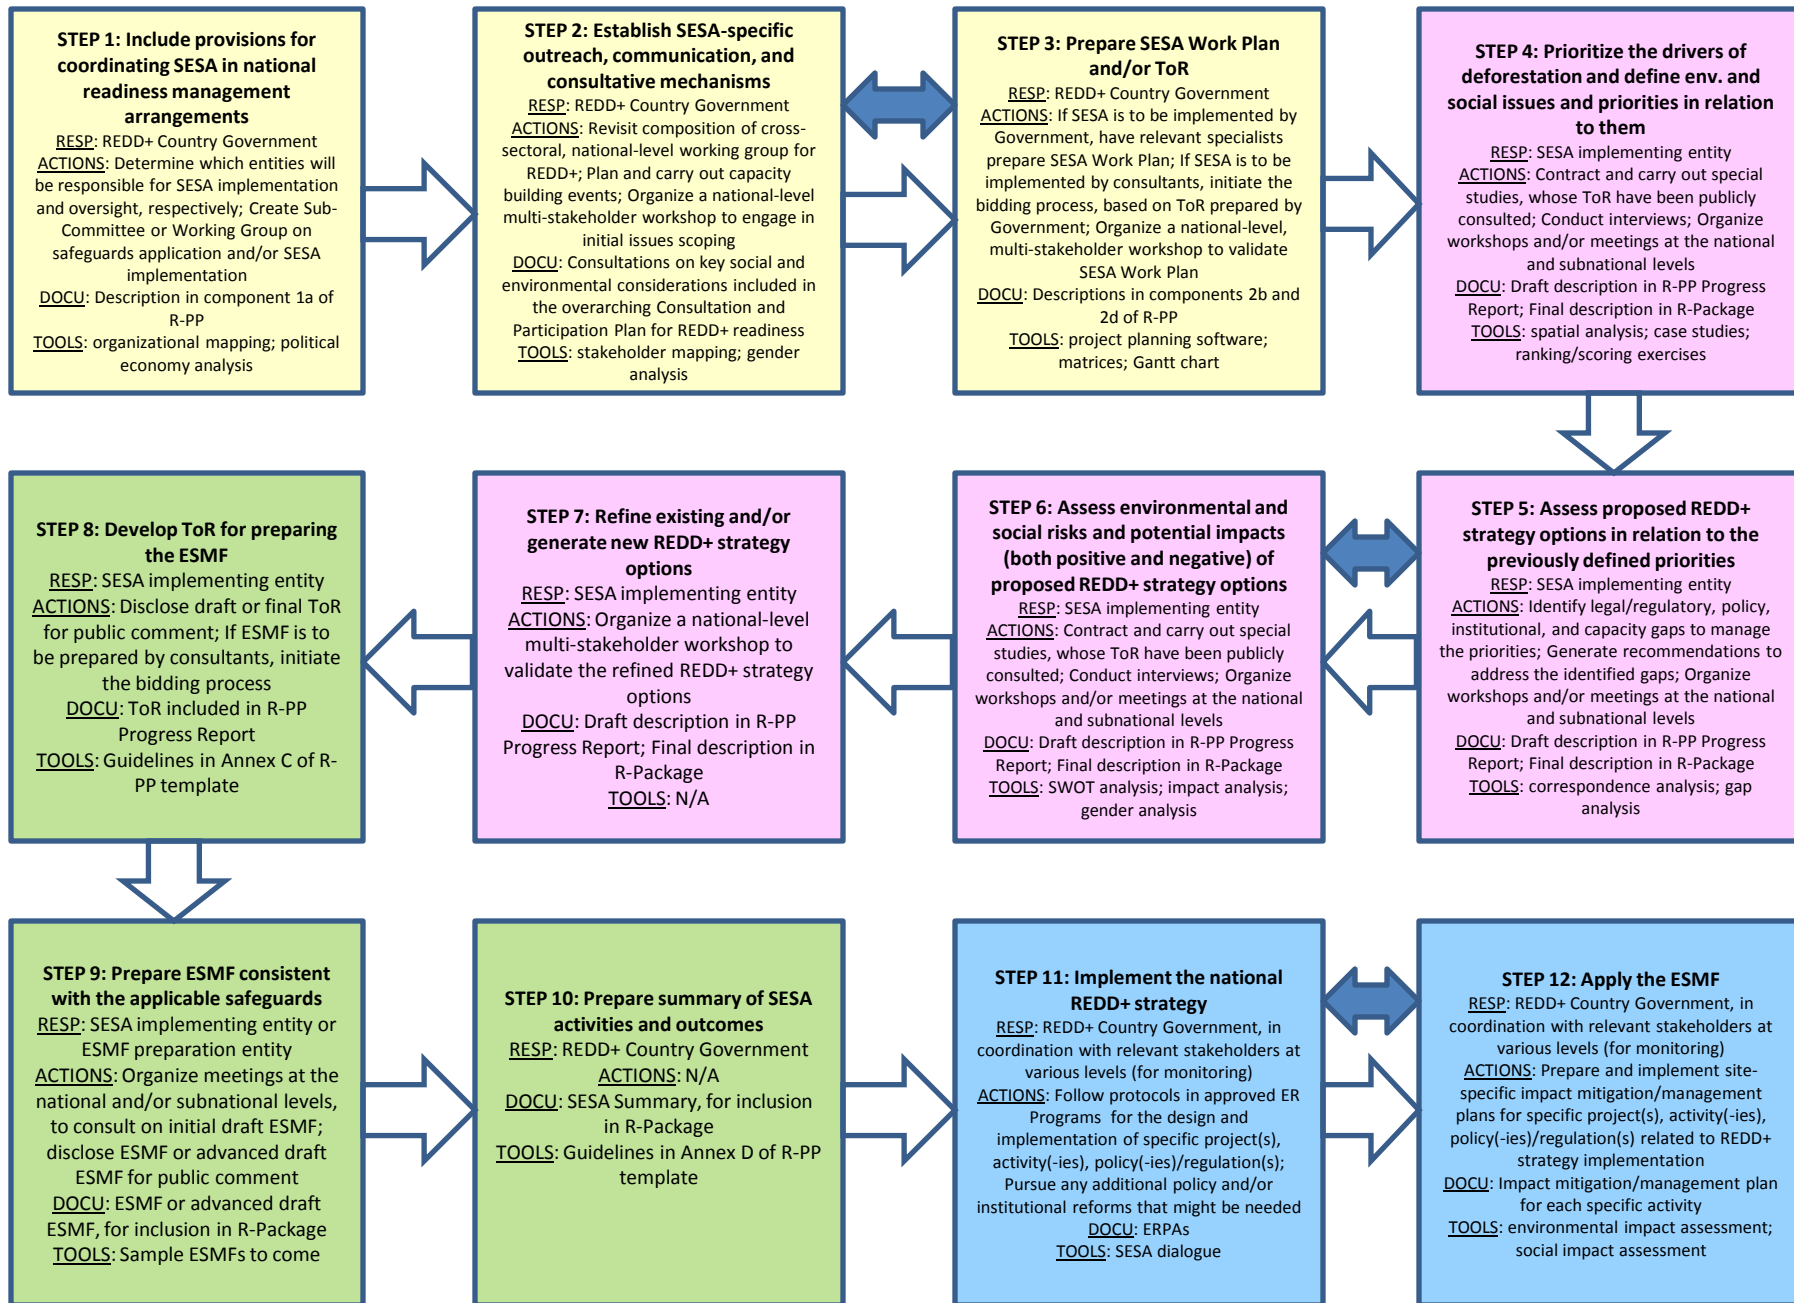 STEP 1: Include provisions for
coordinating SESA in national
readiness management
arrangements
RESP: REDD+ Country Government
ACTIONS: Determine which entities will
be responsible for SESA implementation
and oversight, respectively; Create Sub-
Committee or Working Group on
safeguards application and/or SESA
implementation
DOCU: Description in component 1a of
R-PP
TOOLS: organizational mapping; political
economy analysis
STEP 2: Establish SESA-specific
outreach, communication, and
consultative mechanisms
RESP: REDD+ Country Government
ACTIONS: Revisit composition of cross-
sectoral, national-level working group for
REDD+; Plan and carry out capacity
building events; Organize a national-level
multi-stakeholder workshop to engage in
initial issues scoping
DOCU: Consultations on key social and
environmental considerations included in
the overarching Consultation and
Participation Plan for REDD+ readiness
TOOLS: stakeholder mapping; gender
analysis
STEP 3: Prepare SESA Work Plan
and/or ToR
RESP: REDD+ Country Government
ACTIONS: If SESA is to be implemented by
Government, have relevant specialists
prepare SESA Work Plan; If SESA is to be
implemented by consultants, initiate the
bidding process, based on ToR prepared by
Government; Organize a national-level,
multi-stakeholder workshop to validate
SESA Work Plan
DOCU: Descriptions in components 2b and
2d of R-PP
TOOLS: project planning software;
matrices; Gantt chart
STEP 4: Prioritize the drivers of
deforestation and define env. and
social issues and priorities in relation
to them
RESP: SESA implementing entity
ACTIONS: Contract and carry out special
studies, whose ToR have been publicly
consulted; Conduct interviews; Organize
workshops and/or meetings at the national
and subnational levels
DOCU: Draft description in R-PP Progress
Report; Final description in R-Package
TOOLS: spatial analysis; case studies;
ranking/scoring exercises
STEP 8: Develop ToR for preparing
the ESMF
RESP: SESA implementing entity
ACTIONS: Disclose draft or final ToR
for public comment; If ESMF is to
be prepared by consultants, initiate
the bidding process
DOCU: ToR included in R-PP
Progress Report
TOOLS: Guidelines in Annex C of R-
PP template
STEP 7: Refine existing and/or
generate new REDD+ strategy
options
RESP: SESA implementing entity
ACTIONS: Organize a national-level
multi-stakeholder workshop to
validate the refined REDD+ strategy
options
DOCU: Draft description in R-PP
Progress Report; Final description in
R-Package
TOOLS: N/A
STEP 6: Assess environmental and
social risks and potential impacts
(both positive and negative) of
proposed REDD+ strategy options
RESP: SESA implementing entity
ACTIONS: Contract and carry out special
studies, whose ToR have been publicly
consulted; Conduct interviews; Organize
workshops and/or meetings at the national
and subnational levels
DOCU: Draft description in R-PP Progress
Report; Final description in R-Package
TOOLS: SWOT analysis; impact analysis;
gender analysis
STEP 5: Assess proposed REDD+
strategy options in relation to the
previously defined priorities
RESP: SESA implementing entity
ACTIONS: Identify legal/regulatory, policy,
institutional, and capacity gaps to manage
the priorities; Generate recommendations to
address the identified gaps; Organize
workshops and/or meetings at the national
and subnational levels
DOCU: Draft description in R-PP Progress
Report; Final description in R-Package
TOOLS: correspondence analysis; gap
analysis
STEP 9: Prepare ESMF consistent
with the applicable safeguards
RESP: SESA implementing entity or
ESMF preparation entity
ACTIONS: Organize meetings at the
national and/or subnational levels,
to consult on initial draft ESMF;
disclose ESMF or advanced draft
ESMF for public comment
DOCU: ESMF or advanced draft
ESMF, for inclusion in R-Package
TOOLS: Sample ESMFs to come
STEP 10: Prepare summary of SESA
activities and outcomes
RESP: REDD+ Country Government
ACTIONS: N/A
DOCU: SESA Summary, for inclusion
in R-Package
TOOLS: Guidelines in Annex D of R-PP
template
STEP 11: Implement the national
REDD+ strategy
RESP: REDD+ Country Government, in
coordination with relevant stakeholders at
various levels (for monitoring)
ACTIONS: Follow protocols in approved ER
Programs for the design and
implementation of specific project(s),
activity(-ies), policy(-ies)/regulation(s);
Pursue any additional policy and/or
institutional reforms that might be needed
DOCU: ERPAs
TOOLS: SESA dialogue
STEP 12: Apply the ESMF
RESP: REDD+ Country Government, in
coordination with relevant stakeholders at
various levels (for monitoring)
ACTIONS: Prepare and implement site-
specific impact mitigation/management
plans for specific project(s), activity(-ies),
policy(-ies)/regulation(s) related to REDD+
strategy implementation
DOCU: Impact mitigation/management plan
for each specific activity
TOOLS: environmental impact assessment;
social impact assessment